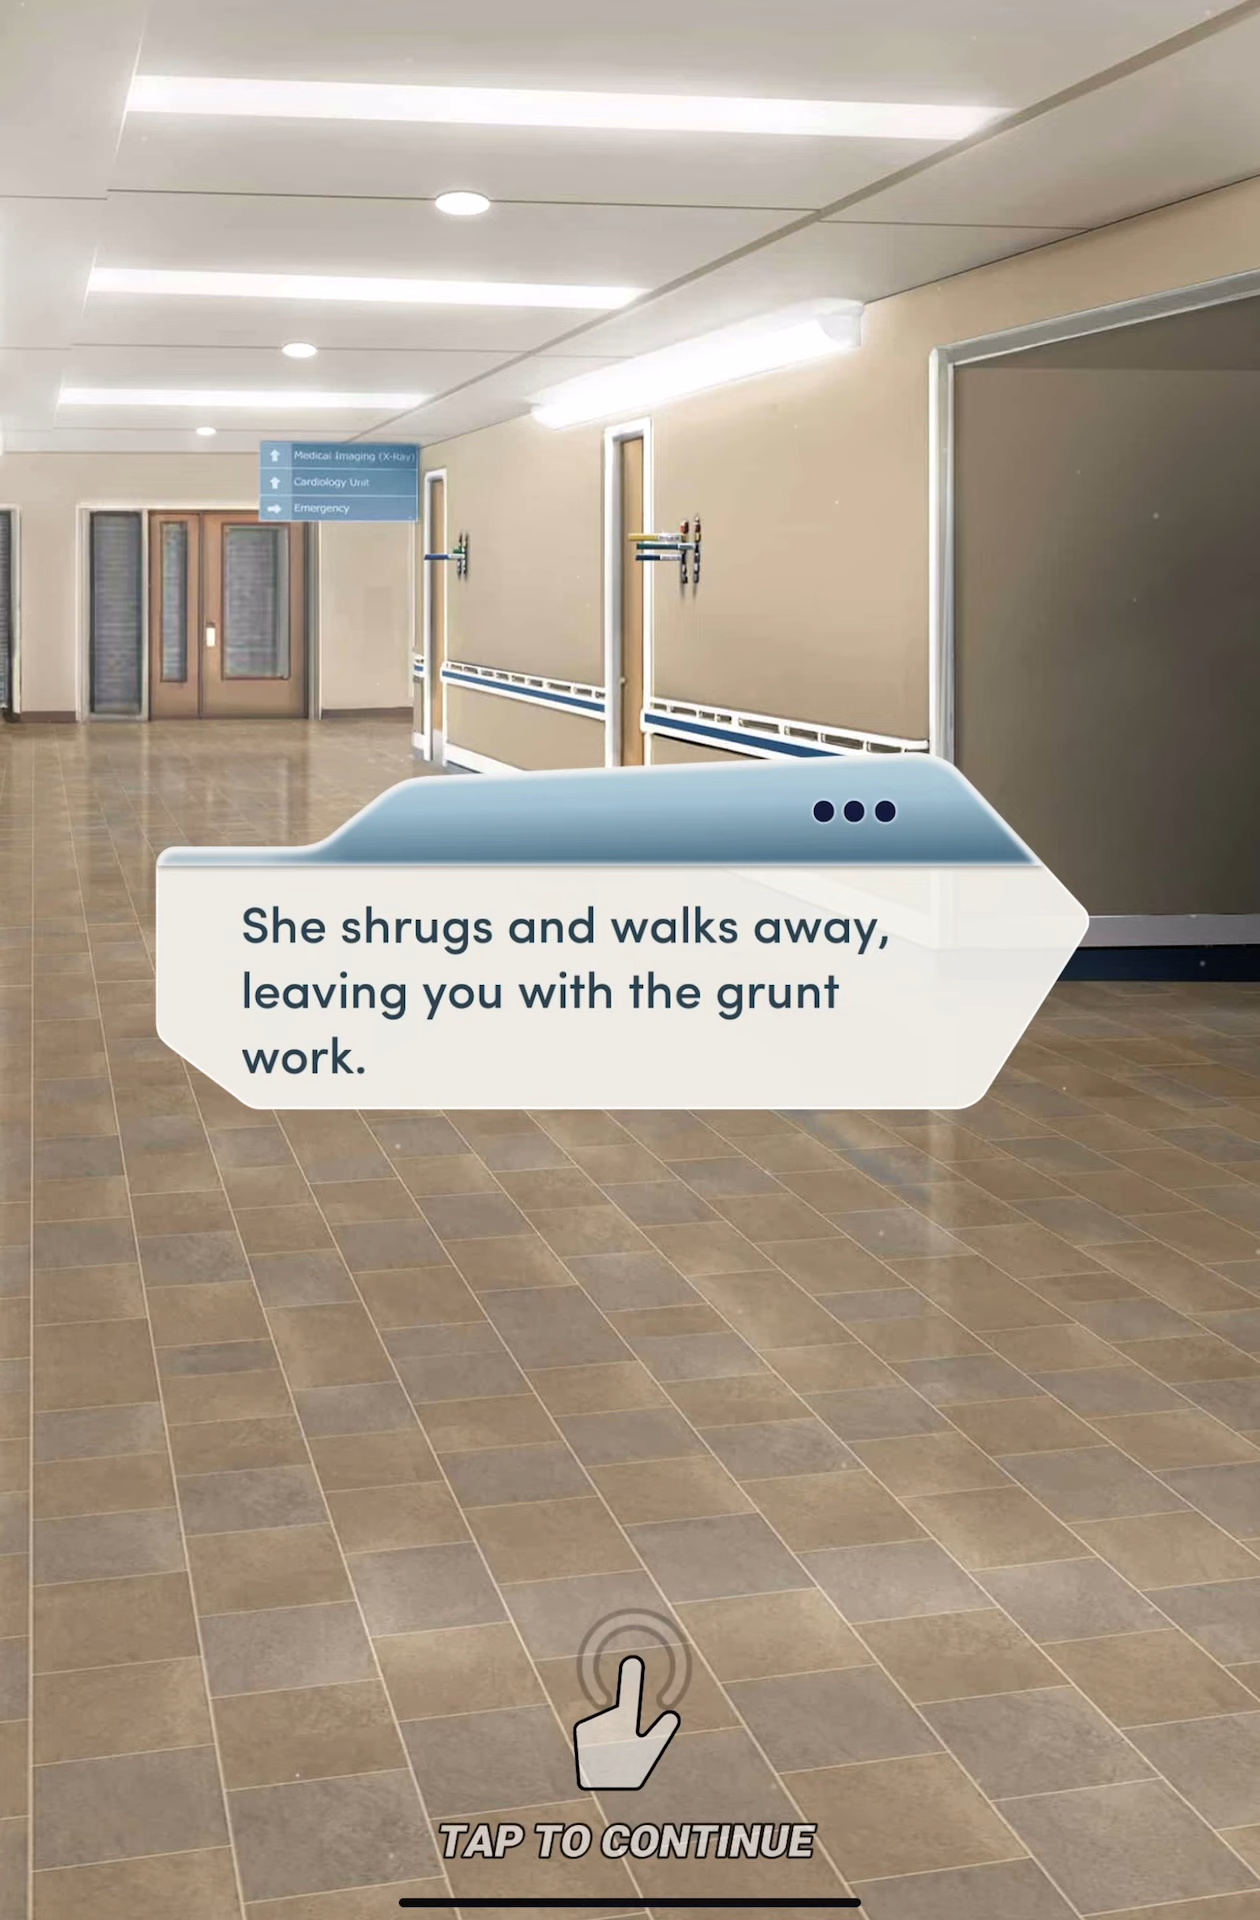 Medical Imaging (X-Ray)
Cardiology Unit
Emergency
She shrugs and walks away,
leaving you with the grunt
work.
TAP TO CONTINUE